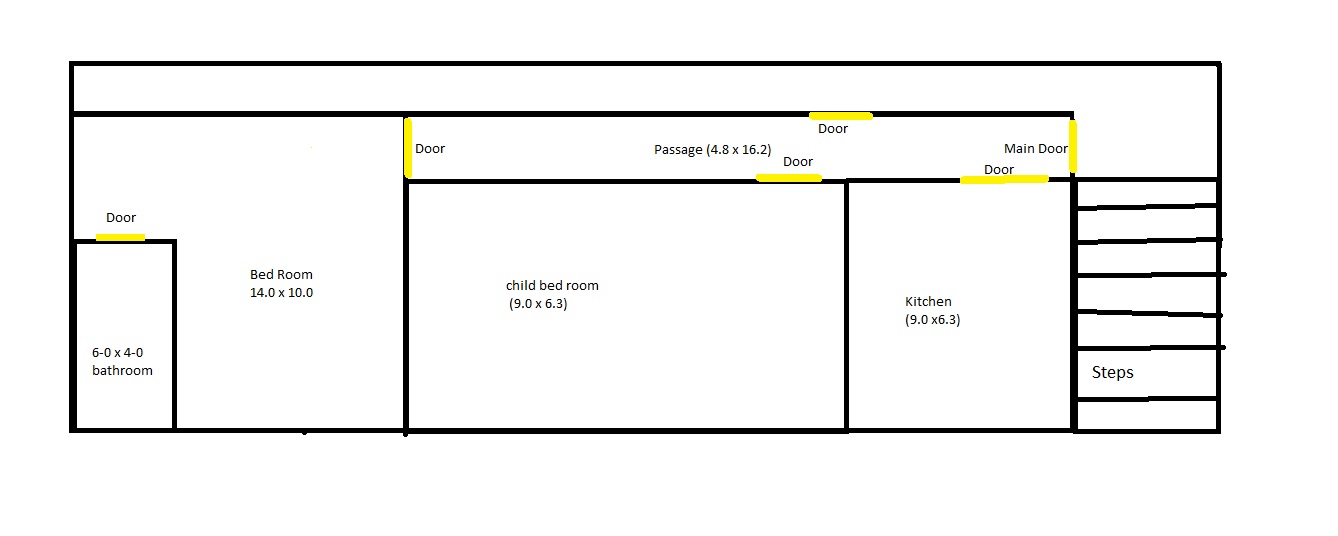 Door
Door
Passage (4.8 x 16.2)
Door
Main Door
Door
Door
Bed Room
14.0 x 10.0
child bed room
(9.0 x 6.3)
Kitchen
(9.0 x6.3)
6-0 x 4-0
bathroom
Steps